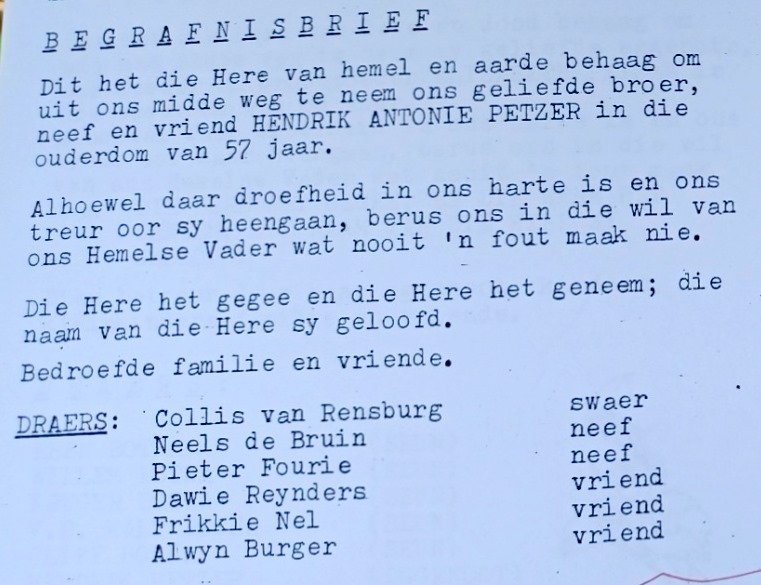 B E G R A F N I S B R I E F
Dit het die Here van hemel en aarde behaag om
uit ons midde weg te neem ons geliefde broer,
neef en vriend HENDRIK ANTONIE PETZER in die
ouderdom van 57 jaar.
Alhoewel daar droefheid in ons harte is en ons
treur oor sy heengaan, berus ons in die wil van
ons Hemelse Vader wat nooit 'n fout maak nie.
Die Here het gegee en die Here het geneem; die
naam van die Here sy geloofd.
Bedroefde familie en vriende.
DRAERS: Collis van Rensburg swaer
Neels de Bruin neef
Pieter Fourie neef
Dawie Reynders vriend
Frikkie Nel vriend
Alwyn Burger vriend